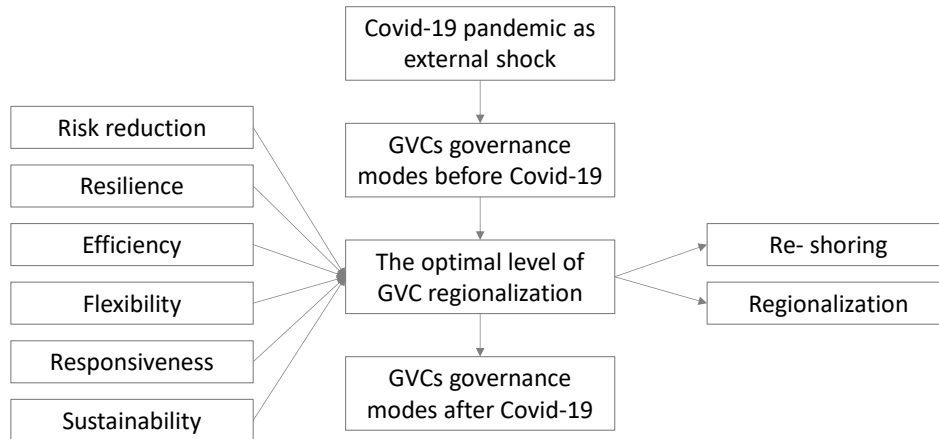 Covid-19 pandemic as
external shock
Risk reduction
Resilience
Efficiency
Flexibility
Responsiveness
Sustainability
GVCs governance
modes before Covid-19
The optimal level of
GVC regionalization
GVCs governance
modes after Covid-19
Re- shoring
Regionalization